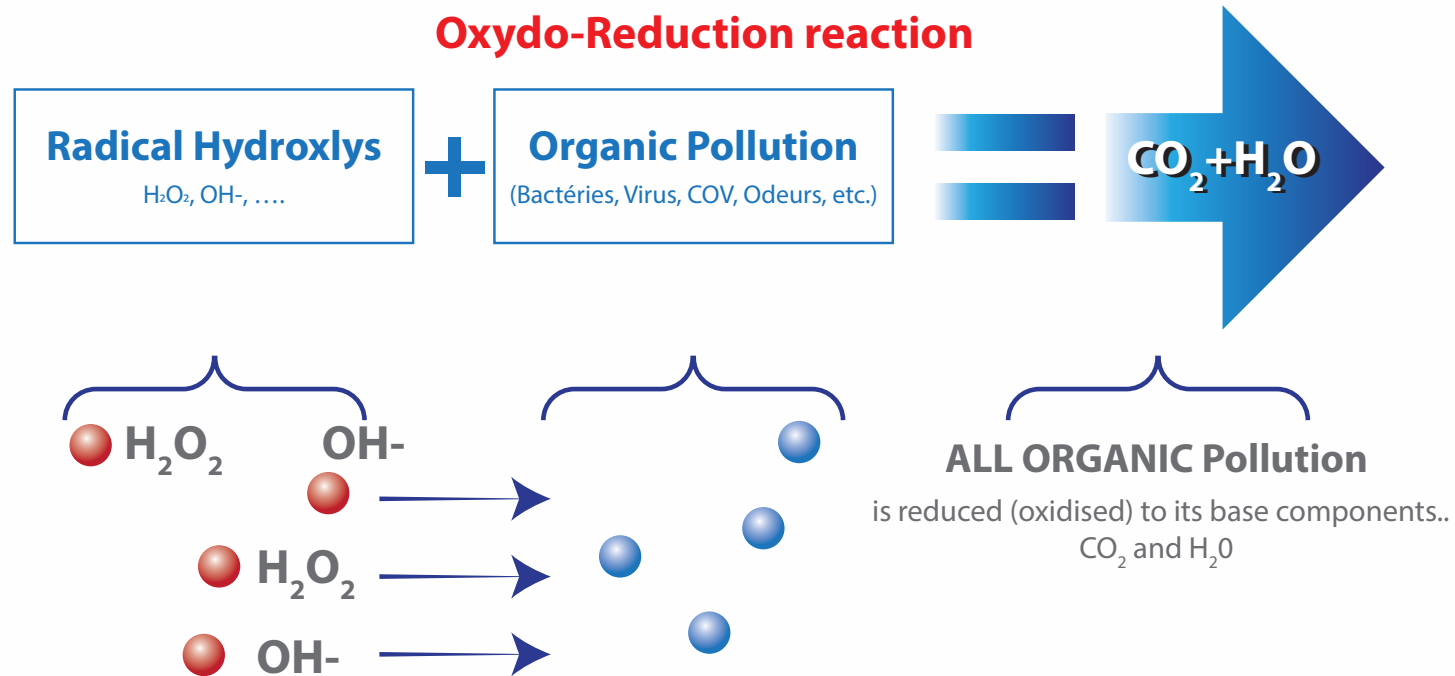 Oxydo-Reduction reaction
Radical Hydroxlys
H₂O₂, OH-, ....
+
Organic Pollution
(Bactéries, Virus, COV, Odeurs, etc.)
=
CO₂+H₂O
H₂O₂
OH-
H₂O₂
OH-
ALL ORGANIC Pollution
is reduced (oxidised) to its base components..
CO₂ and H₂0